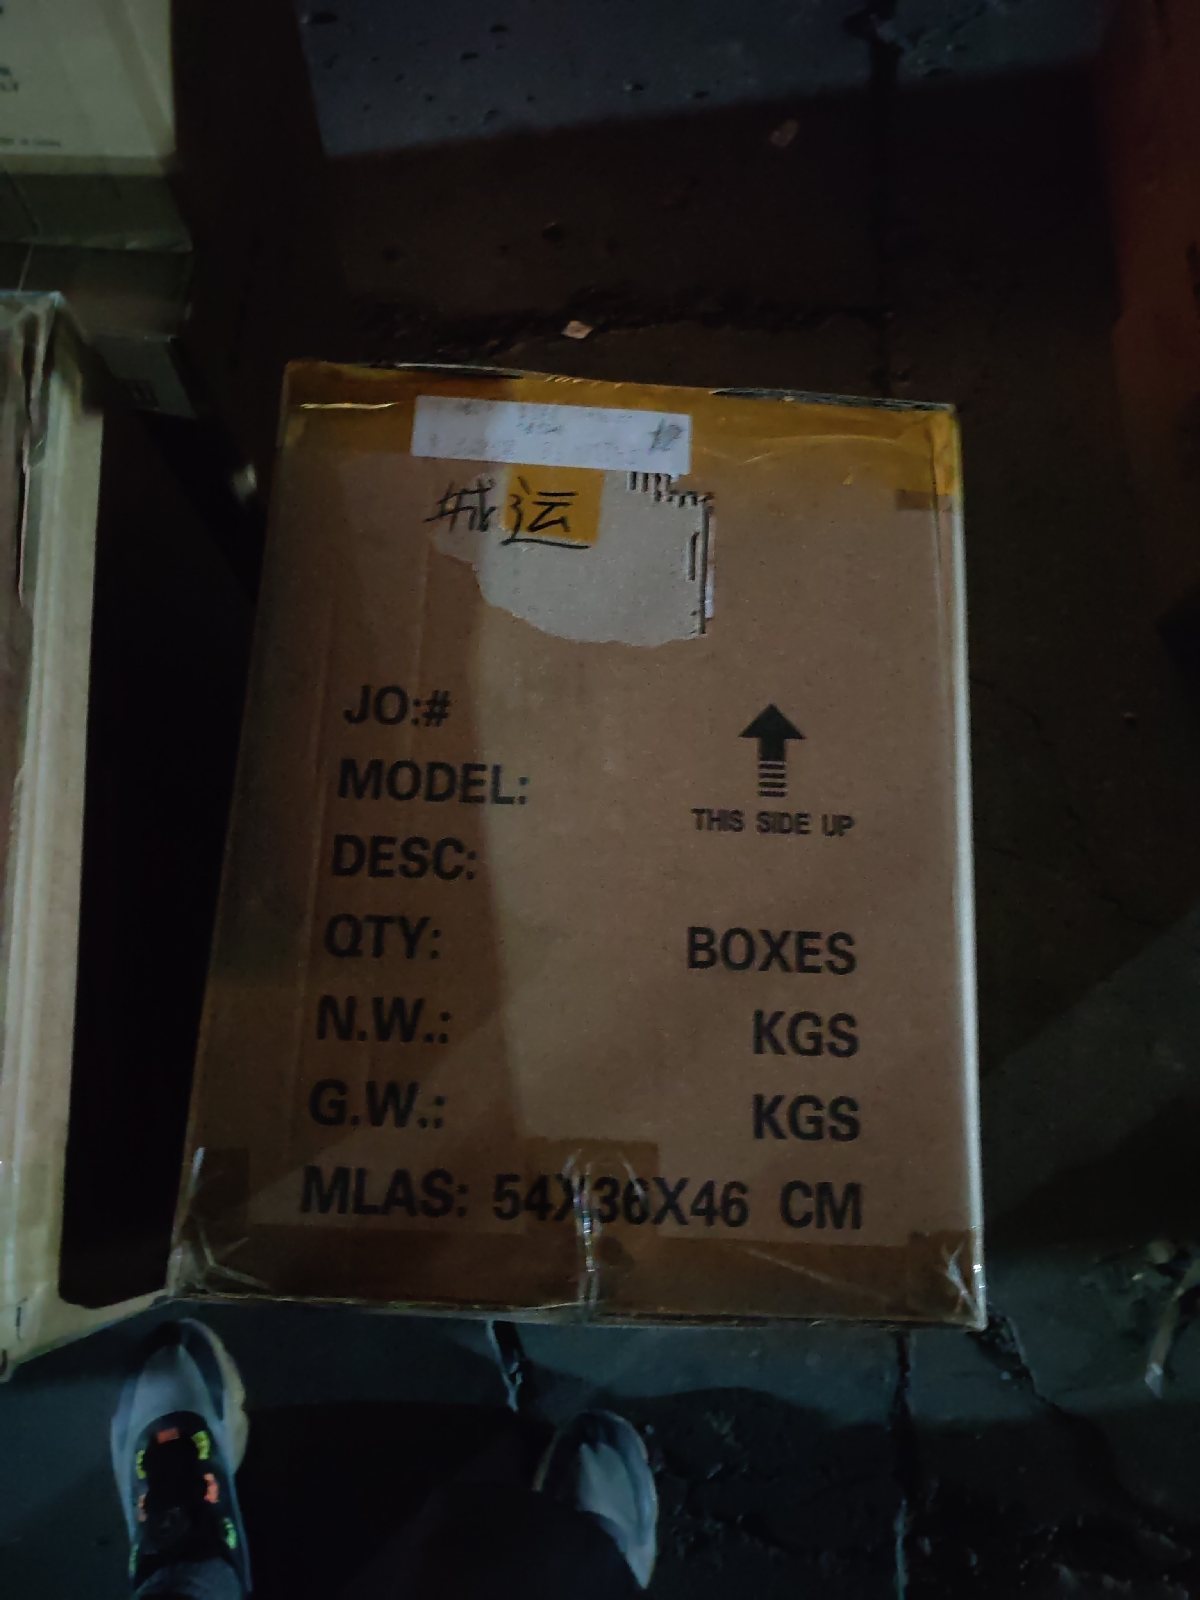 城运
JO:#
MODEL:
THIS SIDE UP
DESC:
QTY: BOXES
N.W.: KGS
G.W.: KGS
MLAS: 54X36X46 CM